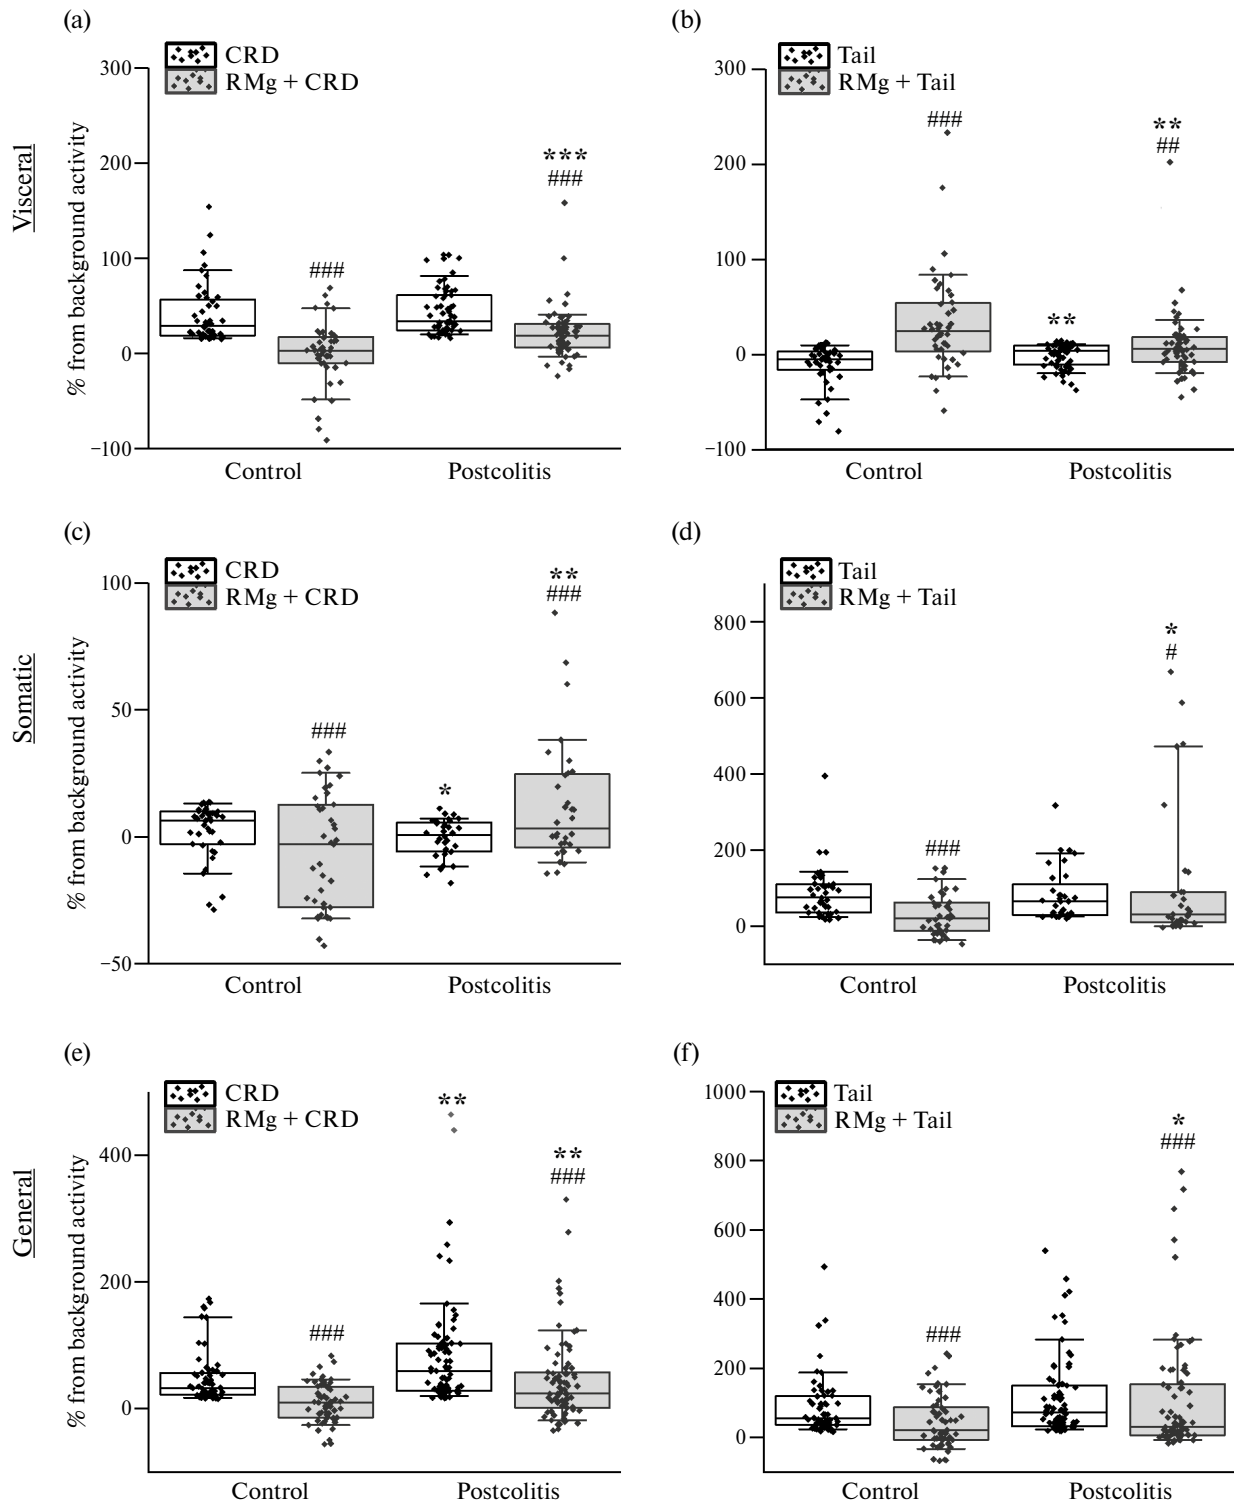 (a)
CRD
RMg + CRD
Visceral
% from background activity
300
200
100
0
−100
###
***
###
Control
Postcolitis
(b)
Tail
RMg + Tail
300
200
100
0
−100
###
**
**
##
Control
Postcolitis
(c)
CRD
RMg + CRD
Somatic
% from background activity
100
50
0
−50
###
*
**
###
Control
Postcolitis
(d)
Tail
RMg + Tail
800
600
400
200
0
###
*
#
Control
Postcolitis
(e)
CRD
RMg + CRD
General
% from background activity
400
200
0
###
**
**
###
Control
Postcolitis
(f)
Tail
RMg + Tail
1000
800
600
400
200
0
###
*
###
Control
Postcolitis